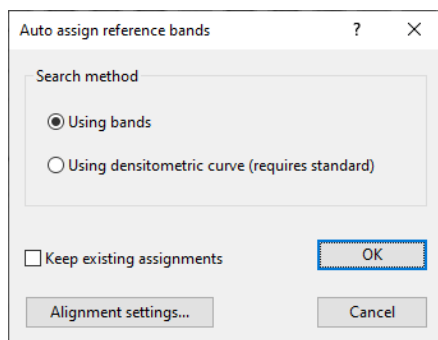 Auto assign reference bands
?
Search method
Using bands
Using densitometric curve (requires standard)
Keep existing assignments
OK
Alignment settings...
Cancel